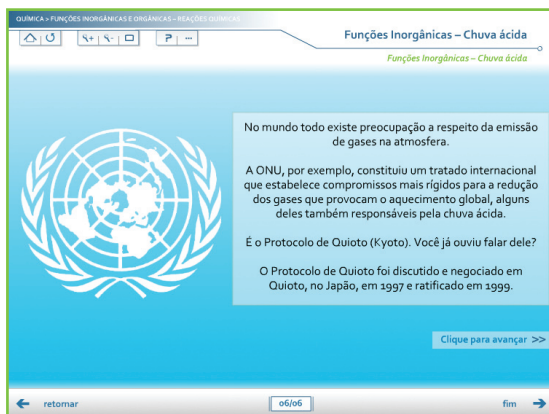 QUÍMICA > FUNÇÕES INORGÂNICAS E ORGÂNICAS – REAÇÕES QUÍMICAS
Funções Inorgânicas – Chuva ácida
Funções Inorgânicas – Chuva ácida
No mundo todo existe preocupação a respeito da emissão
de gases na atmosfera.
A ONU, por exemplo, constituiu um tratado internacional
que estabelece compromissos mais rígidos para a redução
dos gases que provocam o aquecimento global, alguns
deles também responsáveis pela chuva ácida.
É o Protocolo de Quioto (Kyoto). Você já ouviu falar dele?
O Protocolo de Quioto foi discutido e negociado em
Quioto, no Japão, em 1997 e ratificado em 1999.
Clique para avançar >>
retornar
06/06
fim